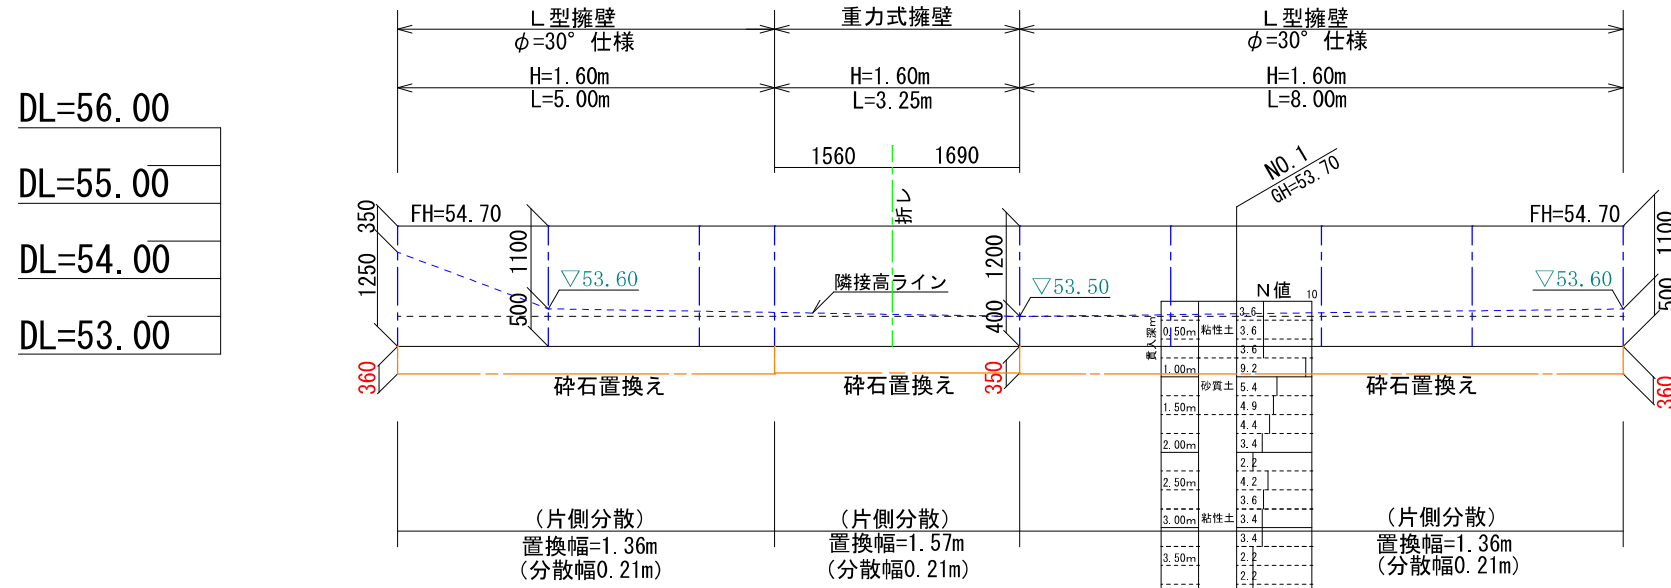 L型擁壁
φ=30° 仕様
H=1.60m
L=5.00m
重力式擁壁
H=1.60m
L=3.25m
L型擁壁
φ=30° 仕様
H=1.60m
L=8.00m
DL=56.00
DL=55.00
DL=54.00
DL=53.00
1560
1690
折レ
NO.1
GH=53.70
350
FH=54.70
1100
1200
FH=54.70
1100
1250
500
▽53.60
隣接高ライン
400
▽53.50
▽53.60
500
N値
10
貫入深m
3.6
0.50m
粘性土
3.6
3.6
1.00m
9.2
砂質土
5.4
1.50m
4.9
4.4
2.00m
3.4
2.2
2.50m
4.2
3.6
3.00m
粘性土
3.4
3.4
3.50m
2.2
2.2
360
砕石置換え
砕石置換え
350
砕石置換え
360
(片側分散)
置換幅=1.36m
(分散幅0.21m)
(片側分散)
置換幅=1.57m
(分散幅0.21m)
(片側分散)
置換幅=1.36m
(分散幅0.21m)